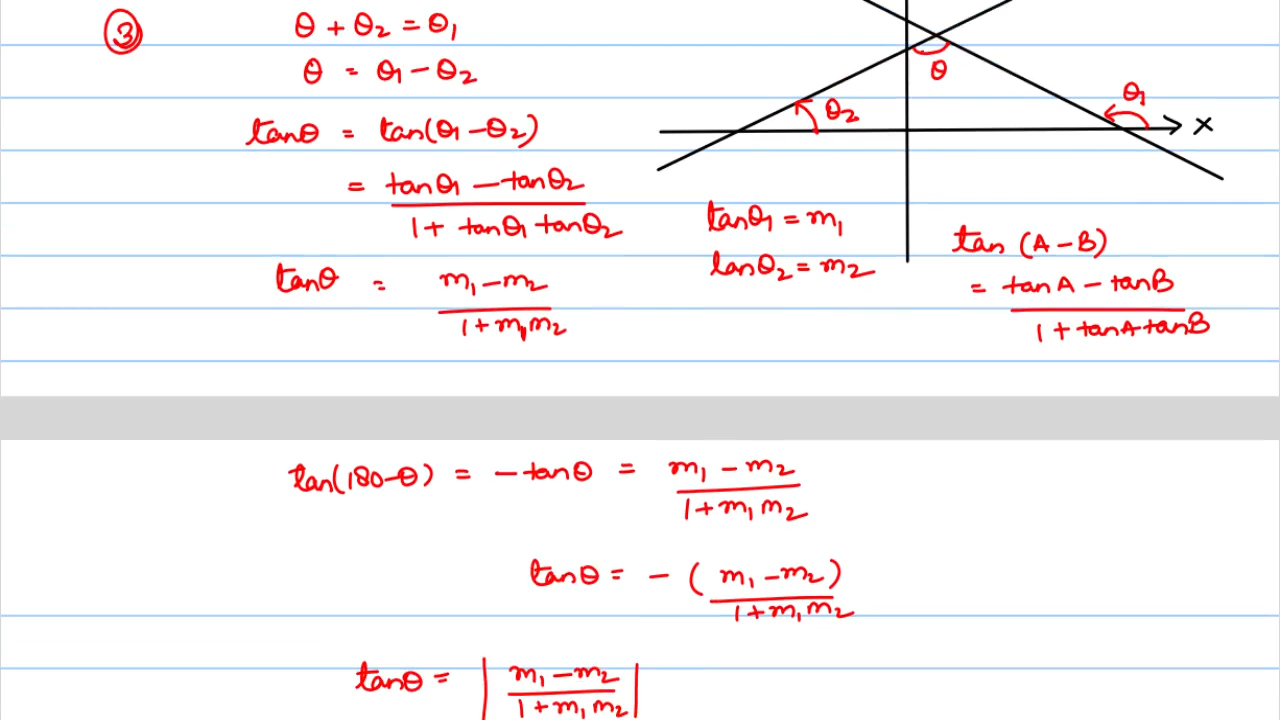 ③
θ + θ₂ = θ₁
θ = θ₁ - θ₂
tanθ = tan(θ₁ - θ₂)
= (tanθ₁ - tanθ₂) / (1 + tanθ₁ tanθ₂)
tanθ = (m₁ - m₂) / (1 + m₁m₂)
θ
θ₂
θ₁
X
tanθ₁ = m₁
tanθ₂ = m₂
tan (A - B)
= (tanA - tanB) / (1 + tanA tanB)
tan(180-θ) = - tanθ = (m₁ - m₂) / (1 + m₁ m₂)
tanθ = - (m₁ - m₂) / (1 + m₁ m₂)
tanθ = | (m₁ - m₂) / (1 + m₁ m₂) |